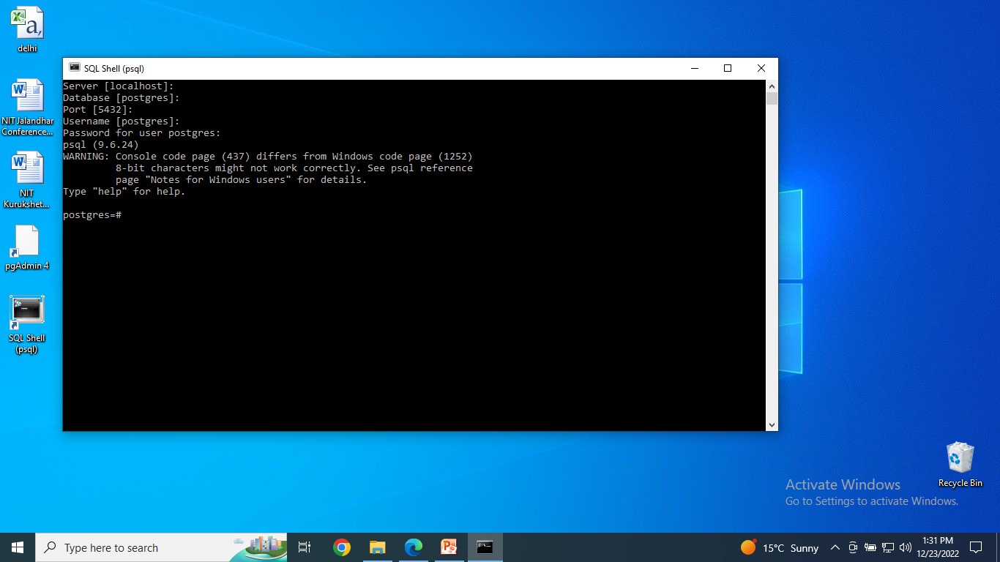 delhi
NIT Jalandhar
Conference...
NIT
Kurukshet...
pgAdmin 4
SQL Shell
(psql)
SQL Shell (psql)
Server [localhost]:
Database [postgres]:
Port [5432]:
Username [postgres]:
Password for user postgres:
psql (9.6.24)
WARNING: Console code page (437) differs from Windows code page (1252)
         8-bit characters might not work correctly. See psql reference
         page "Notes for Windows users" for details.
Type "help" for help.
postgres=#
Recycle Bin
Activate Windows
Go to Settings to activate Windows.
Type here to search
15°C Sunny
1:31 PM
12/23/2022